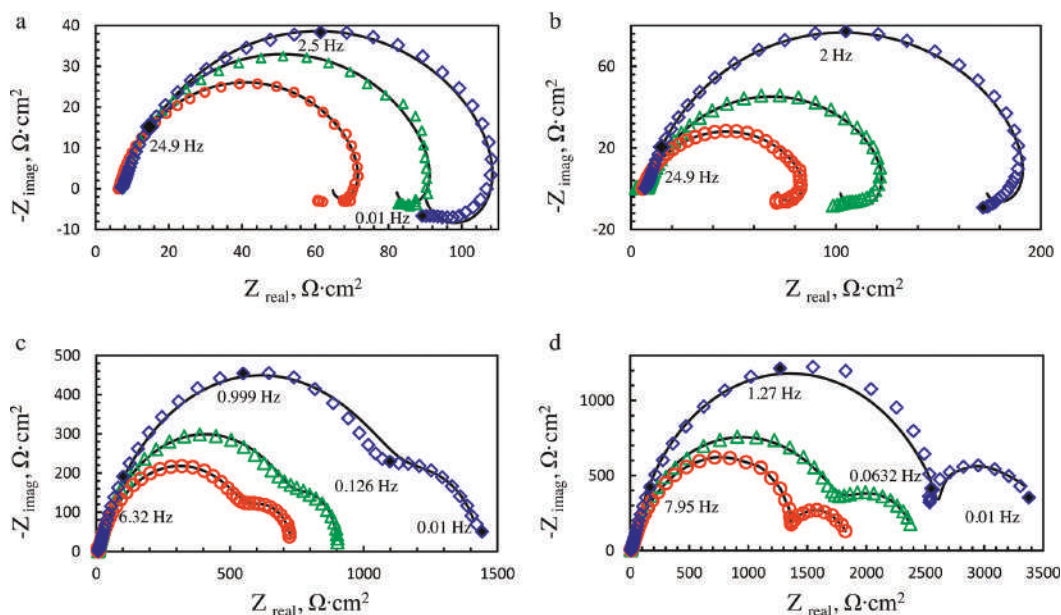 a
-Z imag, Ω·cm²
40
30
20
10
0
-10
2.5 Hz
24.9 Hz
0.01 Hz
0 20 40 60 80 100
Z real, Ω·cm²
b
-Z imag, Ω·cm²
60
20
-20
2 Hz
24.9 Hz
0 50 100 150 200
Z real, Ω·cm²
c
-Z imag, Ω·cm²
500
400
300
200
100
0
0.999 Hz
0.126 Hz
6.32 Hz
0.01 Hz
0 500 1000 1500
Z real, Ω·cm²
d
-Z imag, Ω·cm²
1000
500
0
1.27 Hz
0.0632 Hz
7.95 Hz
0.01 Hz
0 500 1000 1500 2000 2500 3000 3500
Z real, Ω·cm²